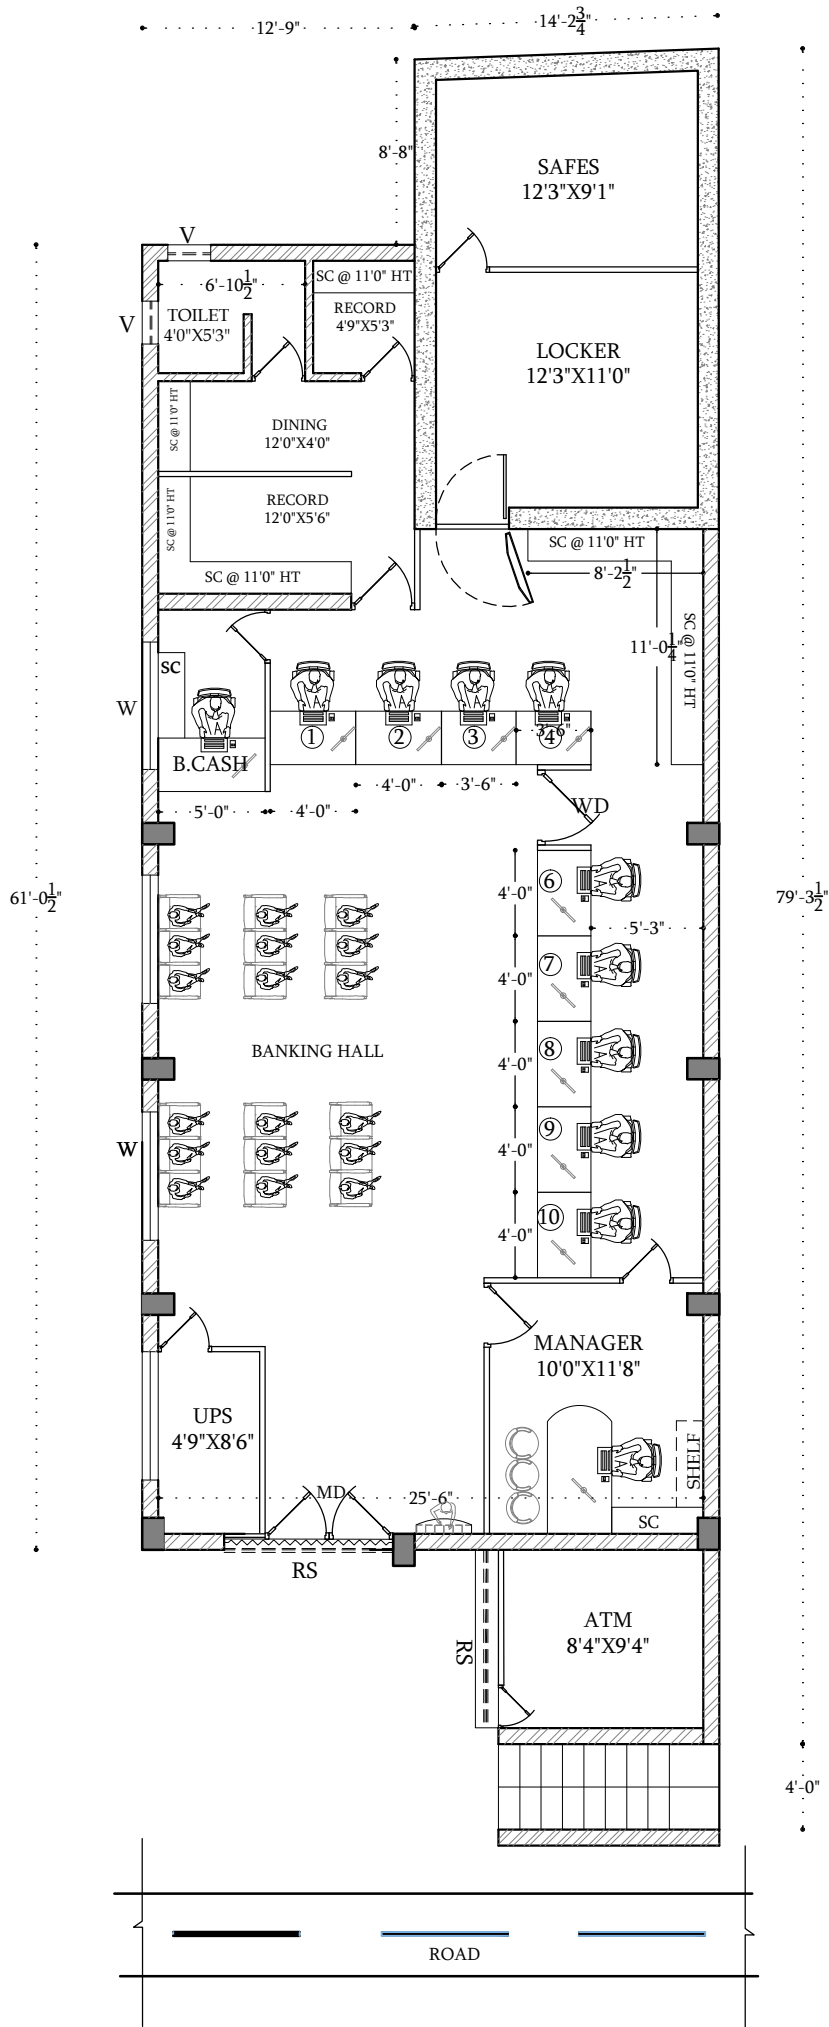 12'-9"
14'-2 3/4"
8'-8"
SAFES
12'3"X9'1"
V
6'-10 1/2"
SC @ 11'0" HT
V
TOILET
4'0"X5'3"
RECORD
4'9"X5'3"
LOCKER
12'3"X11'0"
SC @ 11'0" HT
DINING
12'0"X4'0"
SC @ 11'0" HT
RECORD
12'0"X5'6"
SC @ 11'0" HT
SC @ 11'0" HT
8'-2 1/2"
11'-0 1/4"
SC @ 11'0" HT
SC
W
1
2
3
4
3'-6"
B.CASH
4'-0"
3'-6"
5'-0"
4'-0"
WD
61'-0 1/2"
79'-3 1/2"
6
4'-0"
5'-3"
7
4'-0"
BANKING HALL
8
4'-0"
W
9
4'-0"
10
4'-0"
MANAGER
10'0"X11'8"
UPS
4'9"X8'6"
SHELF
MD
25'-6"
SC
RS
ATM
8'4"X9'4"
RS
4'-0"
ROAD